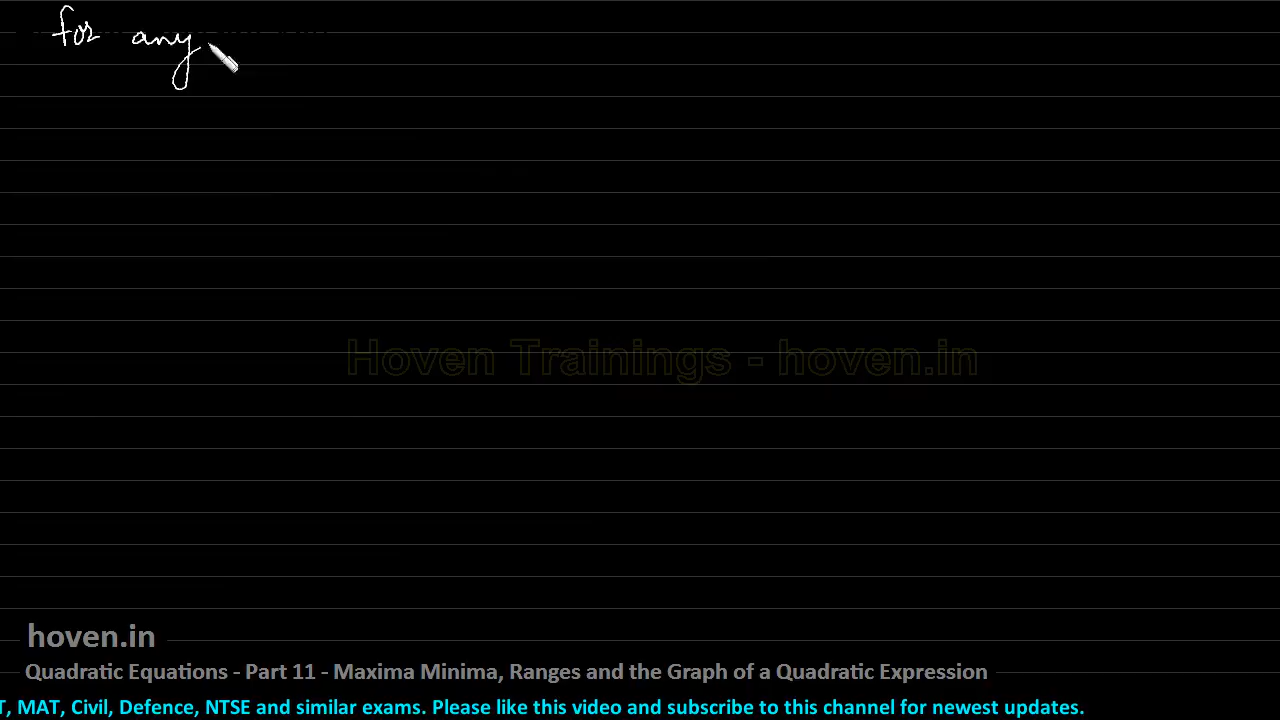 for any
Hoven Trainings - hoven.in
hoven.in
Quadratic Equations - Part 11 - Maxima Minima, Ranges and the Graph of a Quadratic Expression
T, MAT, Civil, Defence, NTSE and similar exams. Please like this video and subscribe to this channel for newest updates.